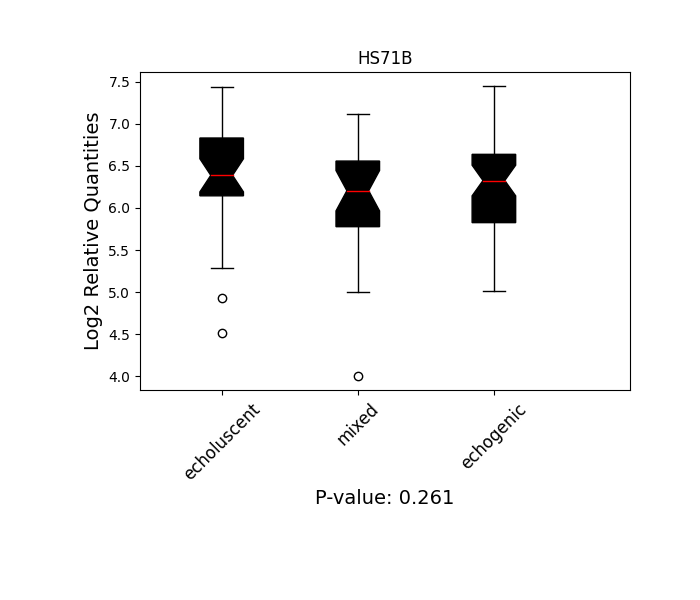 HS71B
Log2 Relative Quantities
7.5
7.0
6.5
6.0
5.5
5.0
4.5
4.0
echoluscent
mixed
echogenic
P-value: 0.261